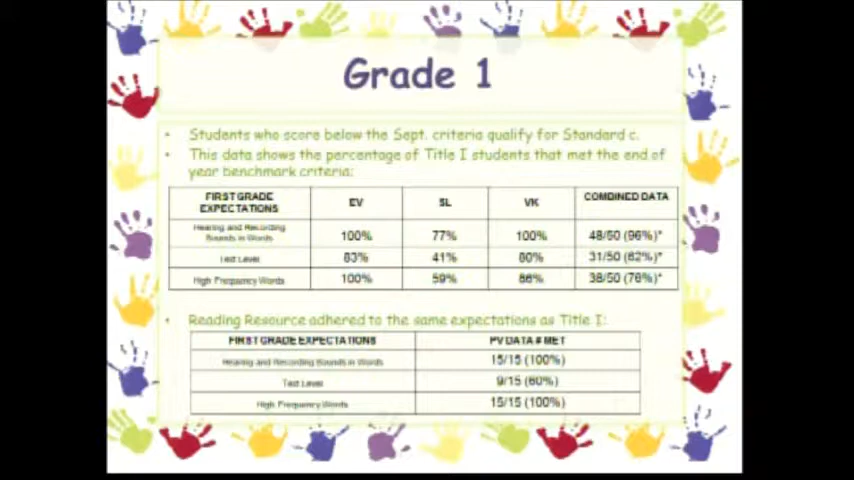 Grade 1
• Students who score below the Sept. criteria qualify for Standard c.
• This data shows the percentage of Title I students that met the end of
year benchmark criteria:
FIRST GRADE EXPECTATIONS EV SL VK COMBINED DATA
Hearing and Recording Sounds in Words 100% 77% 100% 48/50 (96%)*
Text Level 83% 41% 80% 31/50 (62%)*
High Frequency Words 100% 59% 86% 38/50 (76%)*
• Reading Resource adhered to the same expectations as Title I:
FIRST GRADE EXPECTATIONS PV DATA # MET
Hearing and Recording Sounds in Words 15/15 (100%)
Text Level 9/15 (60%)
High Frequency Words 15/15 (100%)